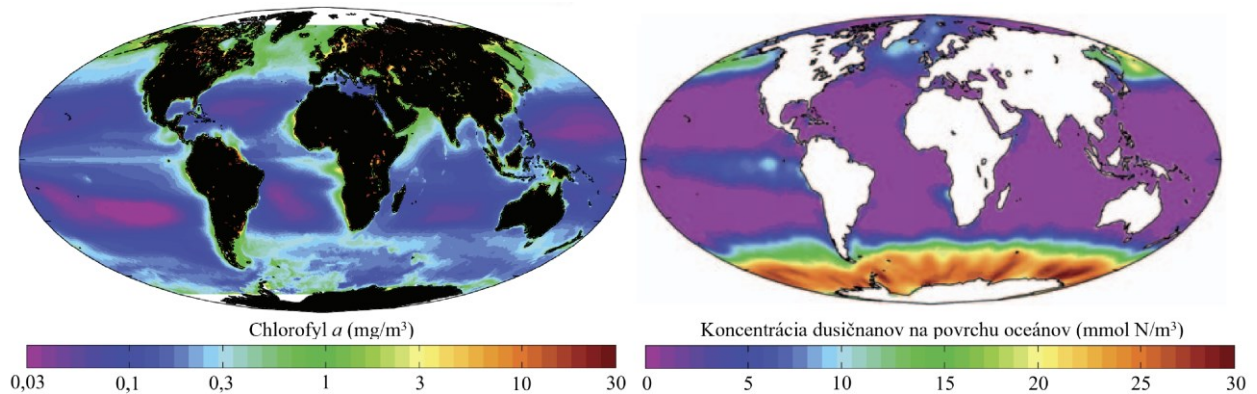 Chlorofyl a (mg/m³)
0,03 0,1 0,3 1 3 10 30
Koncentrácia dusičnanov na povrchu oceánov (mmol N/m³)
0 5 10 15 20 25 30